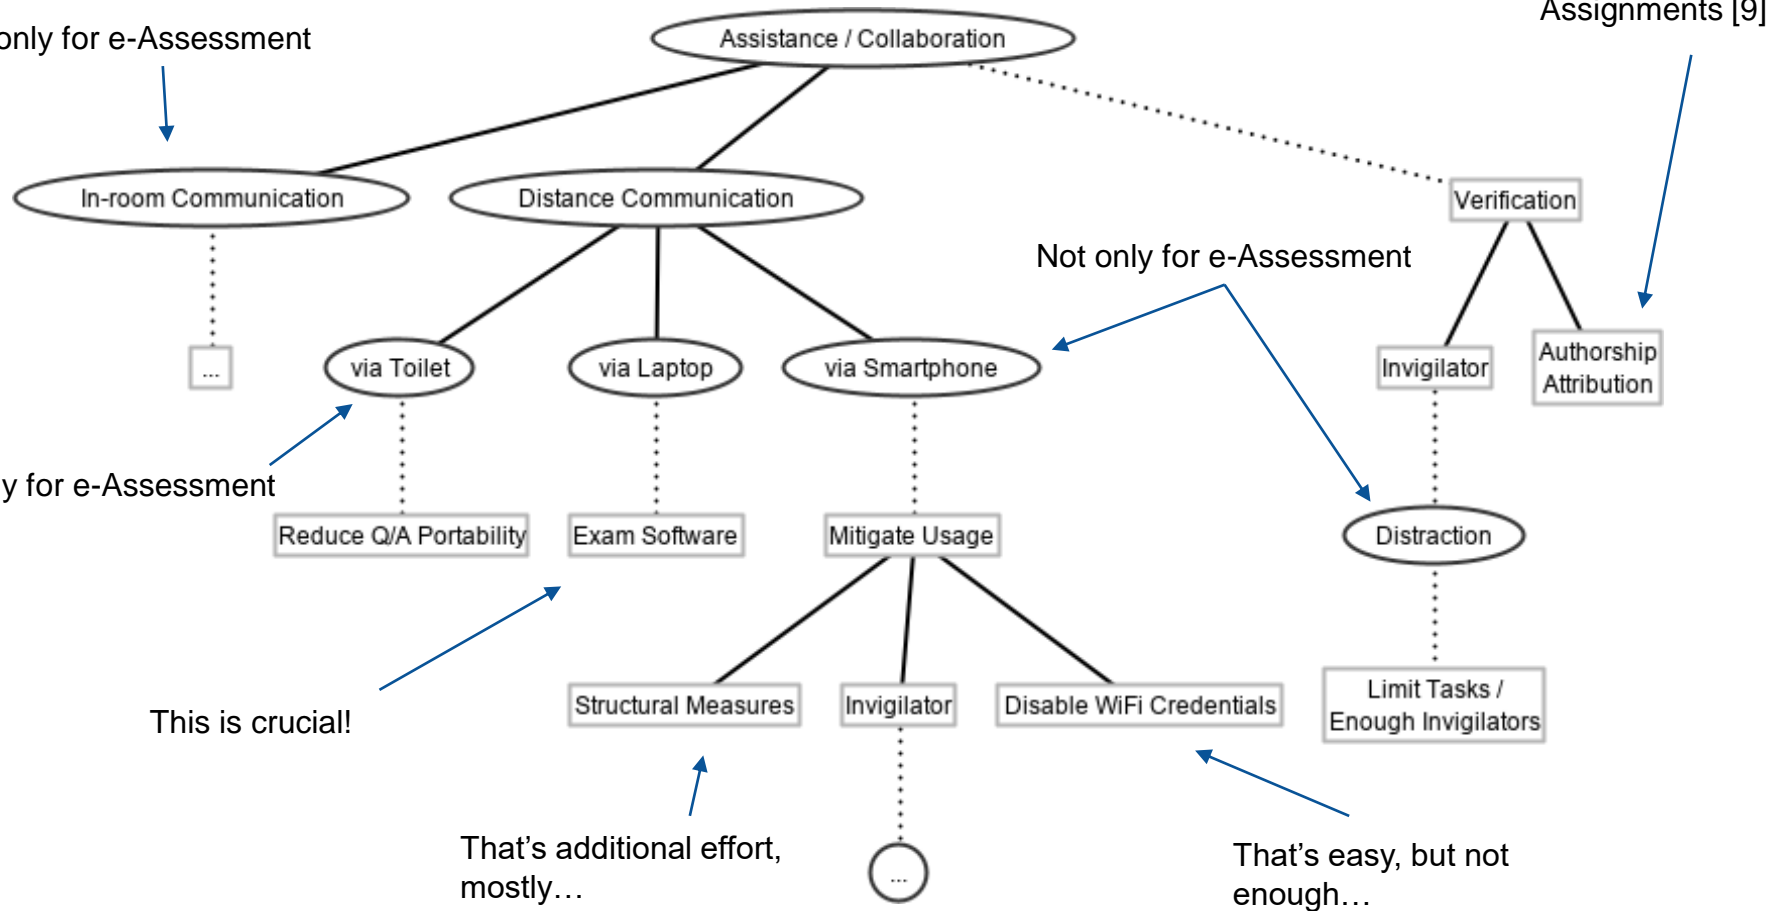 Assignments [9]
only for e-Assessment
Assistance / Collaboration
In-room Communication
Distance Communication
Verification
Not only for e-Assessment
...
via Toilet
via Laptop
via Smartphone
Invigilator
Authorship
Attribution
y for e-Assessment
Reduce Q/A Portability
Exam Software
Mitigate Usage
Distraction
This is crucial!
Structural Measures
Invigilator
Disable WiFi Credentials
Limit Tasks /
Enough Invigilators
That’s additional effort,
mostly…
...
That’s easy, but not
enough…